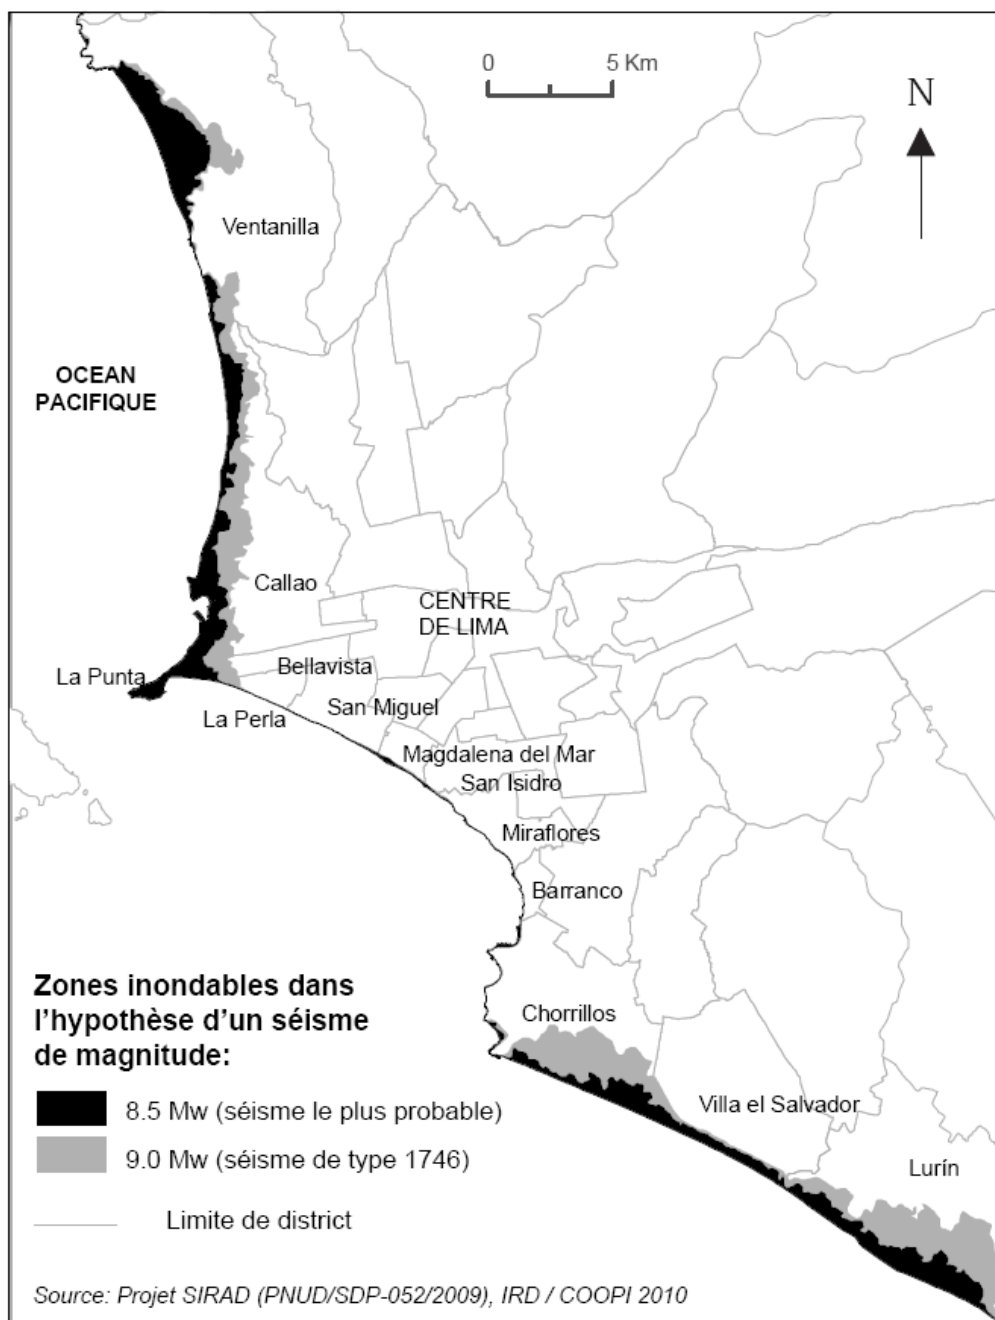 0 5 Km
N
Ventanilla
OCEAN
PACIFIQUE
Callao
CENTRE
DE LIMA
La Punta
Bellavista
La Perla
San Miguel
Magdalena del Mar
San Isidro
Miraflores
Barranco
Chorrillos
Villa el Salvador
Lurín
Zones inondables dans
l'hypothèse d'un séisme
de magnitude:
8.5 Mw (séisme le plus probable)
9.0 Mw (séisme de type 1746)
Limite de district
Source: Projet SIRAD (PNUD/SDP-052/2009), IRD / COOPI 2010